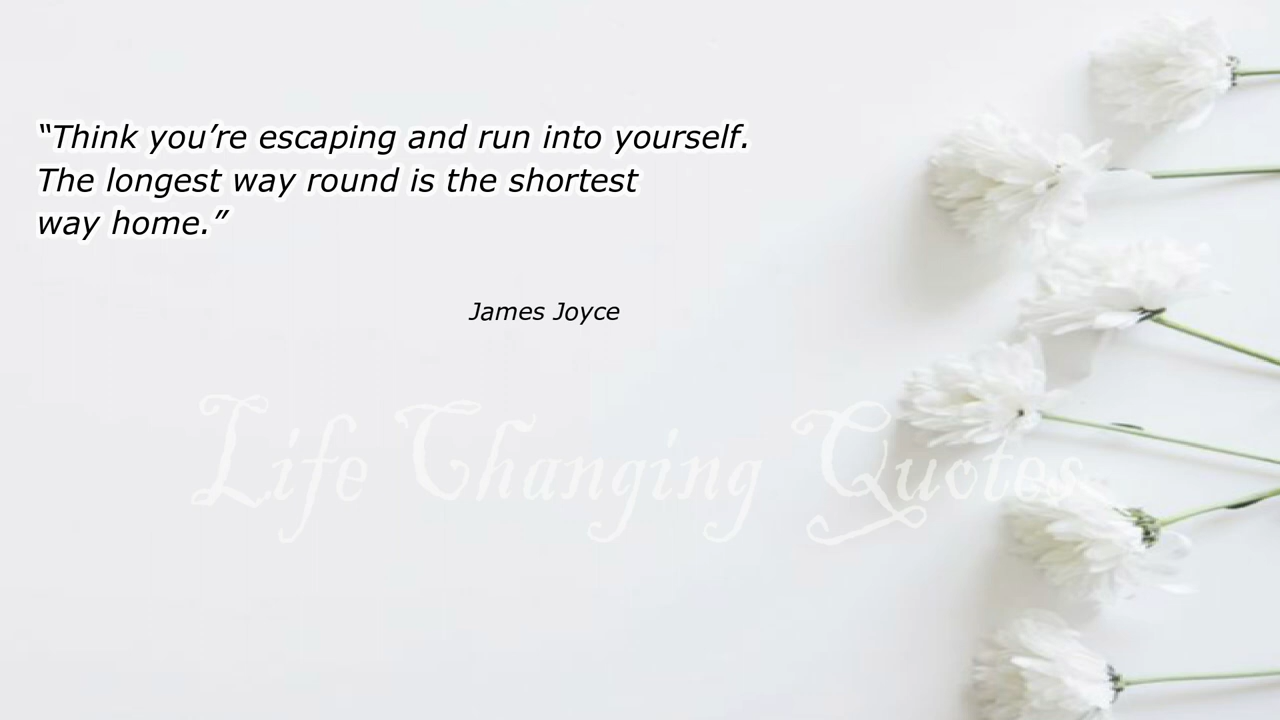 “Think you’re escaping and run into yourself.
The longest way round is the shortest
way home.”
James Joyce
Life Changing Quotes